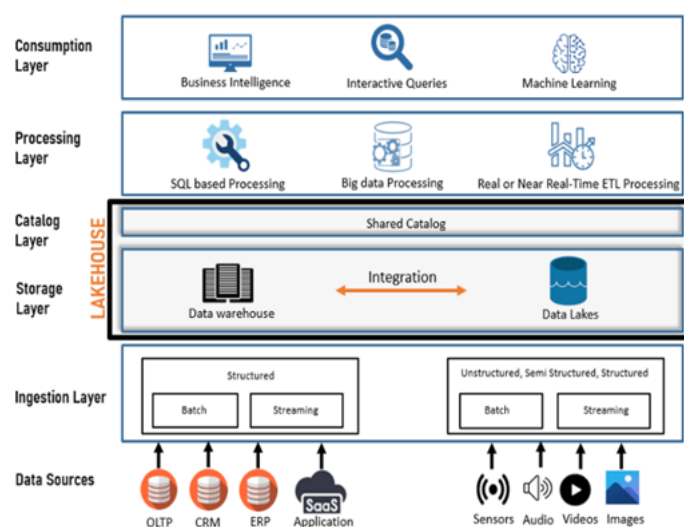 Consumption Layer
Business Intelligence
Interactive Queries
Machine Learning
Processing Layer
SQL based Processing
Big data Processing
Real or Near Real-Time ETL Processing
LAKEHOUSE
Catalog Layer
Shared Catalog
Storage Layer
Integration
Data warehouse
Data Lakes
Ingestion Layer
Structured
Batch
Streaming
Unstructured, Semi Structured, Structured
Batch
Streaming
Data Sources
OLTP
CRM
ERP
SaaS
Application
Sensors
Audio
Videos
Images